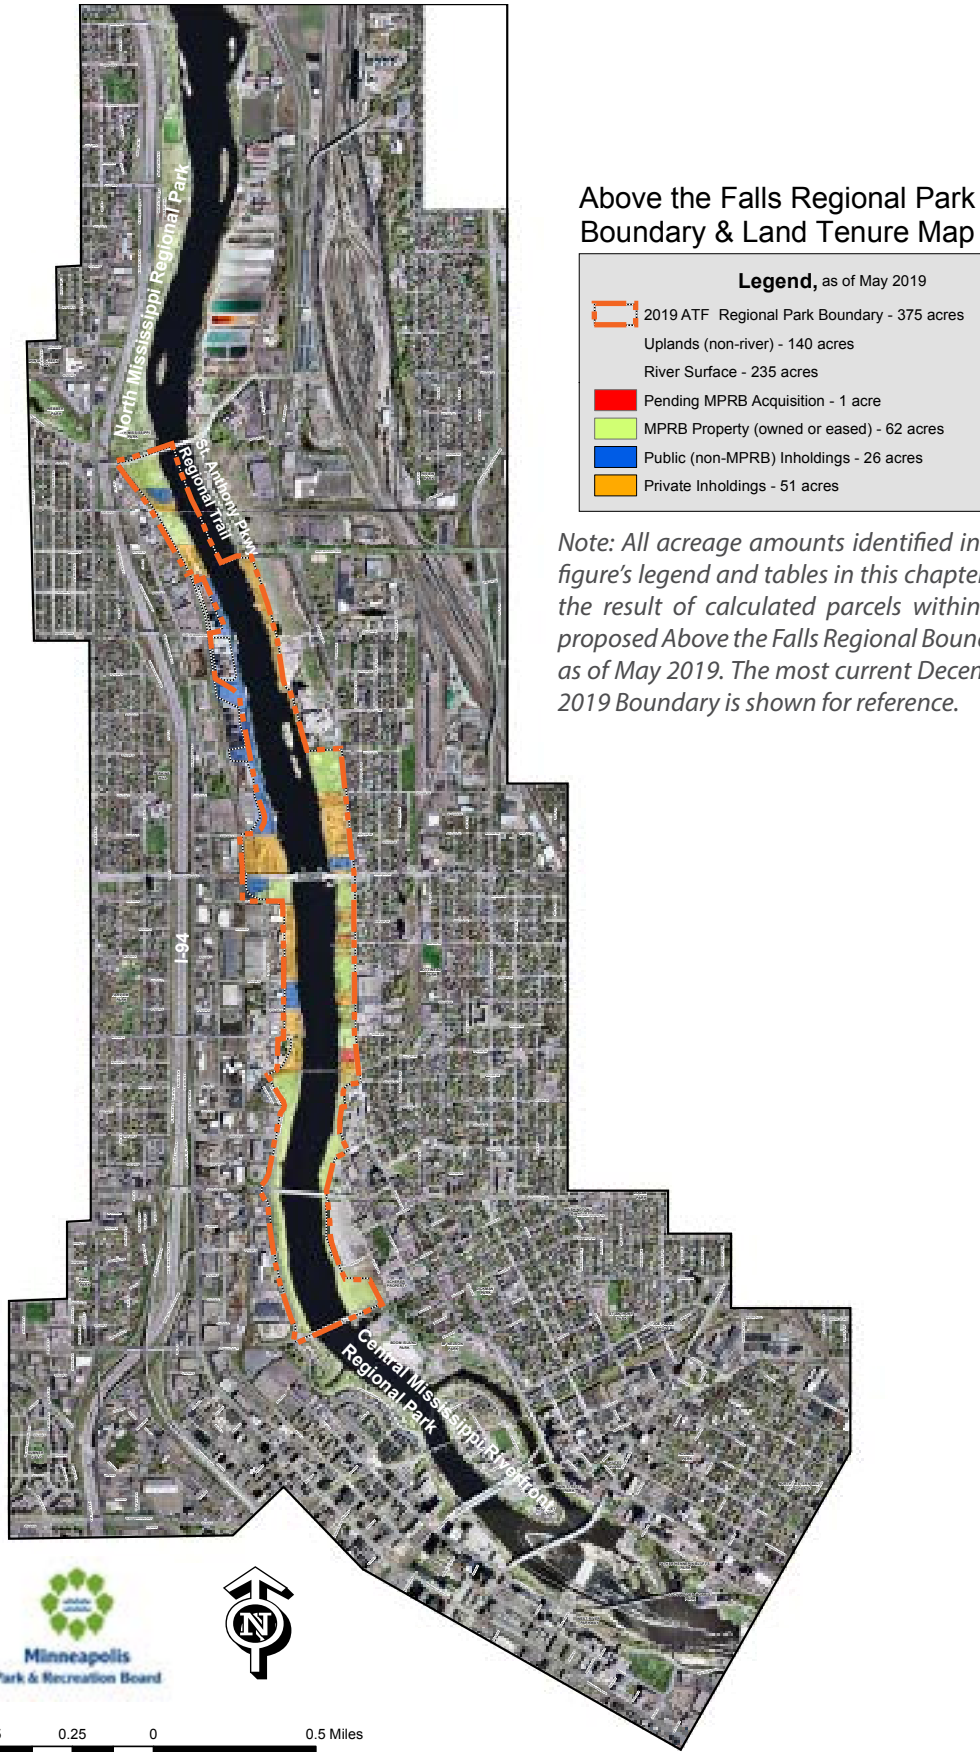 Above the Falls Regional Park
Boundary & Land Tenure Map
Legend, as of May 2019
2019 ATF Regional Park Boundary - 375 acres
Uplands (non-river) - 140 acres
River Surface - 235 acres
Pending MPRB Acquisition - 1 acre
MPRB Property (owned or eased) - 62 acres
Public (non-MPRB) Inholdings - 26 acres
Private Inholdings - 51 acres
Note: All acreage amounts identified in
figure's legend and tables in this chapter
the result of calculated parcels within
proposed Above the Falls Regional Boun
as of May 2019. The most current Decem
2019 Boundary is shown for reference.
North Mississippi Regional Park
St. Anthony Pkwy
Regional Trail
I-94
Central Mississippi Riverfront
Regional Park
Minneapolis
Park & Recreation Board
N
5 0.25 0 0.5 Miles